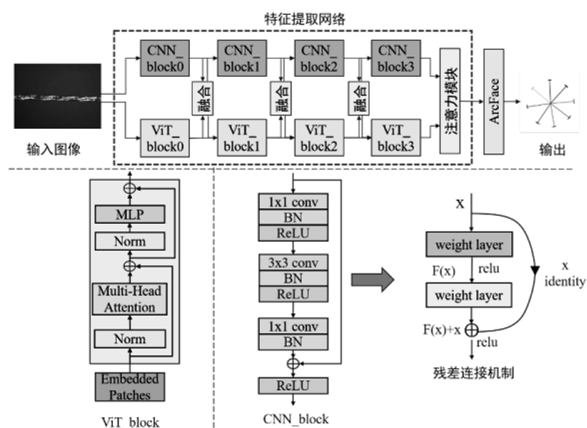 特征提取网络
CNN_
block0
CNN_
block1
CNN_
block2
CNN_
block3
融合
融合
融合
ViT_
block0
ViT_
block1
ViT_
block2
ViT_
block3
注意力模块
ArcFace
输入图像
输出
MLP
Norm
Multi-Head
Attention
Norm
Embedded
Patches
ViT_block
1x1 conv
BN
ReLU
3x3 conv
BN
ReLU
1x1 conv
BN
ReLU
CNN_block
X
weight layer
F(x)
relu
weight layer
x
identity
F(x)+x
relu
残差连接机制